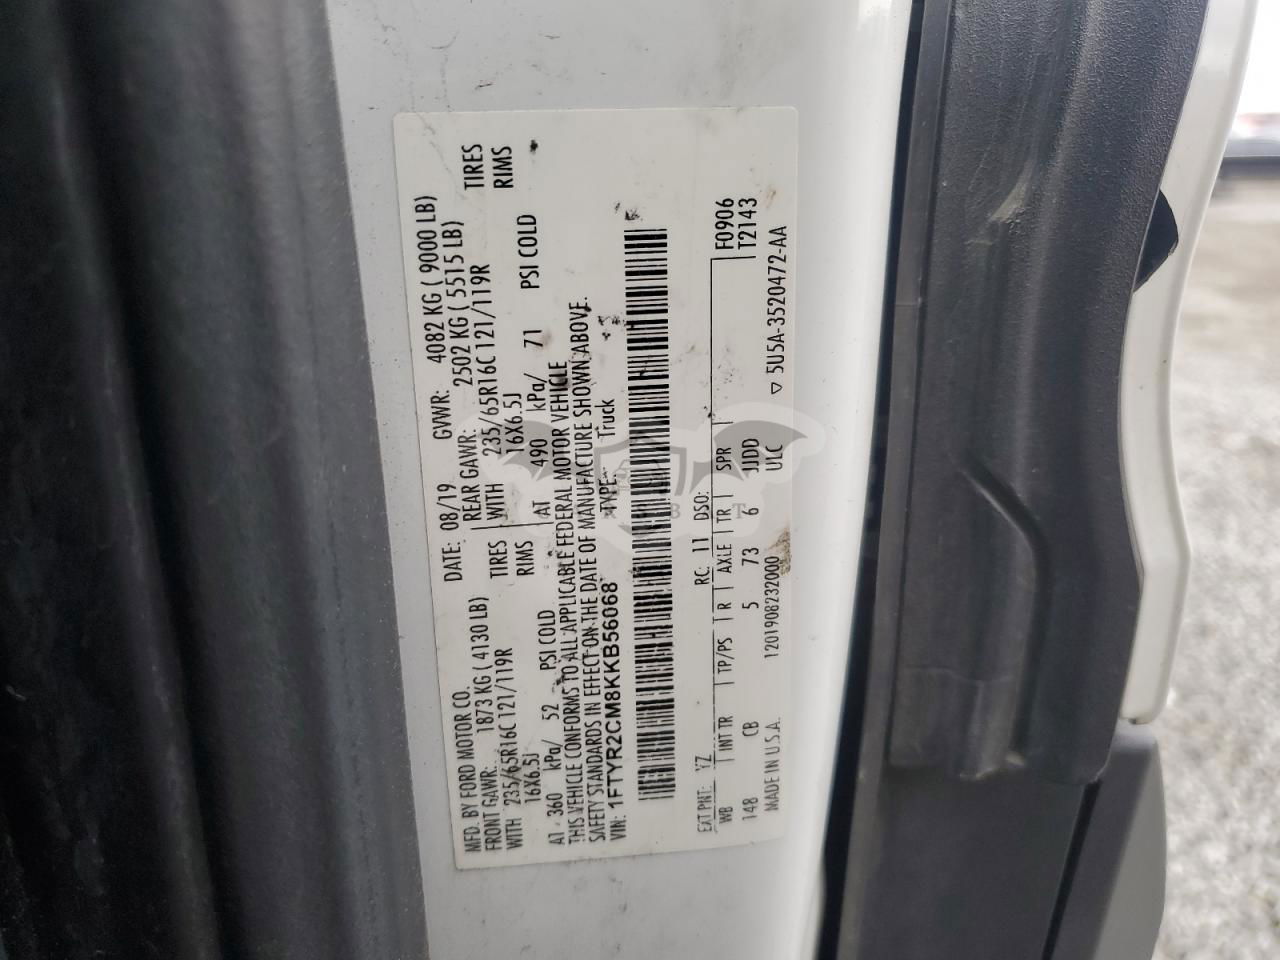 MFD. BY FORD MOTOR CO.
DATE: 08/19
GVWR: 4082 KG ( 9000 LB)
FRONT GAWR: 1873 KG ( 4130 LB)
REAR GAWR: 2502 KG ( 5515 LB)
WITH 235/65R16C 121/119R TIRES
WITH 235/65R16C 121/119R TIRES
16X6.5J RIMS
16X6.5J RIMS
AT 360 kPa/ 52 PSI COLD
AT 490 kPa/ 71 PSI COLD
THIS VEHICLE CONFORMS TO ALL APPLICABLE FEDERAL MOTOR VEHICLE
SAFETY STANDARDS IN EFFECT ON THE DATE OF MANUFACTURE SHOWN ABOVE.
VIN: 1FTYR2CM8KKB56068
TYPE: Truck
EXT PNT: YZ RC: 11 DSO: F0906
WB INT TR TP/PS R AXLE TR SPR T2143
148 CB 5 73 6 JJDD
MADE IN U.S.A. 1201908232000 ULC ▽ 5U5A-3520472-AA